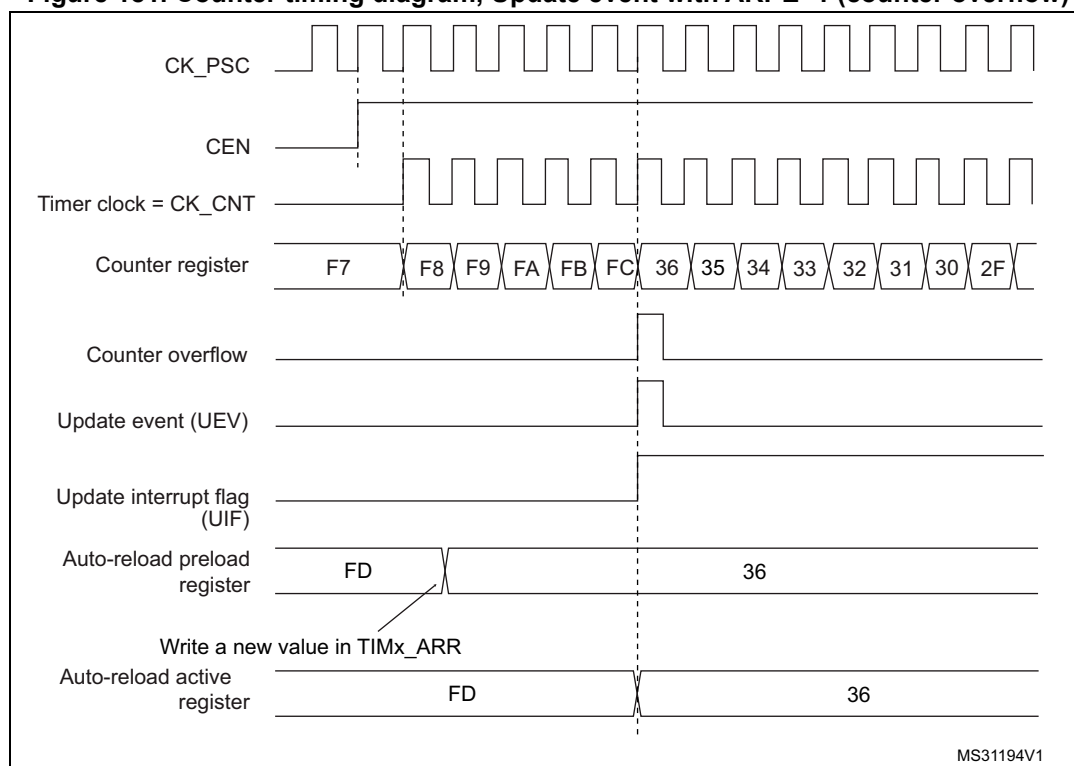 CK_PSC
CEN
Timer clock = CK_CNT
Counter register
F7 F8 F9 FA FB FC 36 35 34 33 32 31 30 2F
Counter overflow
Update event (UEV)
Update interrupt flag
(UIF)
Auto-reload preload
register
FD 36
Write a new value in TIMx_ARR
Auto-reload active
register
FD 36
MS31194V1